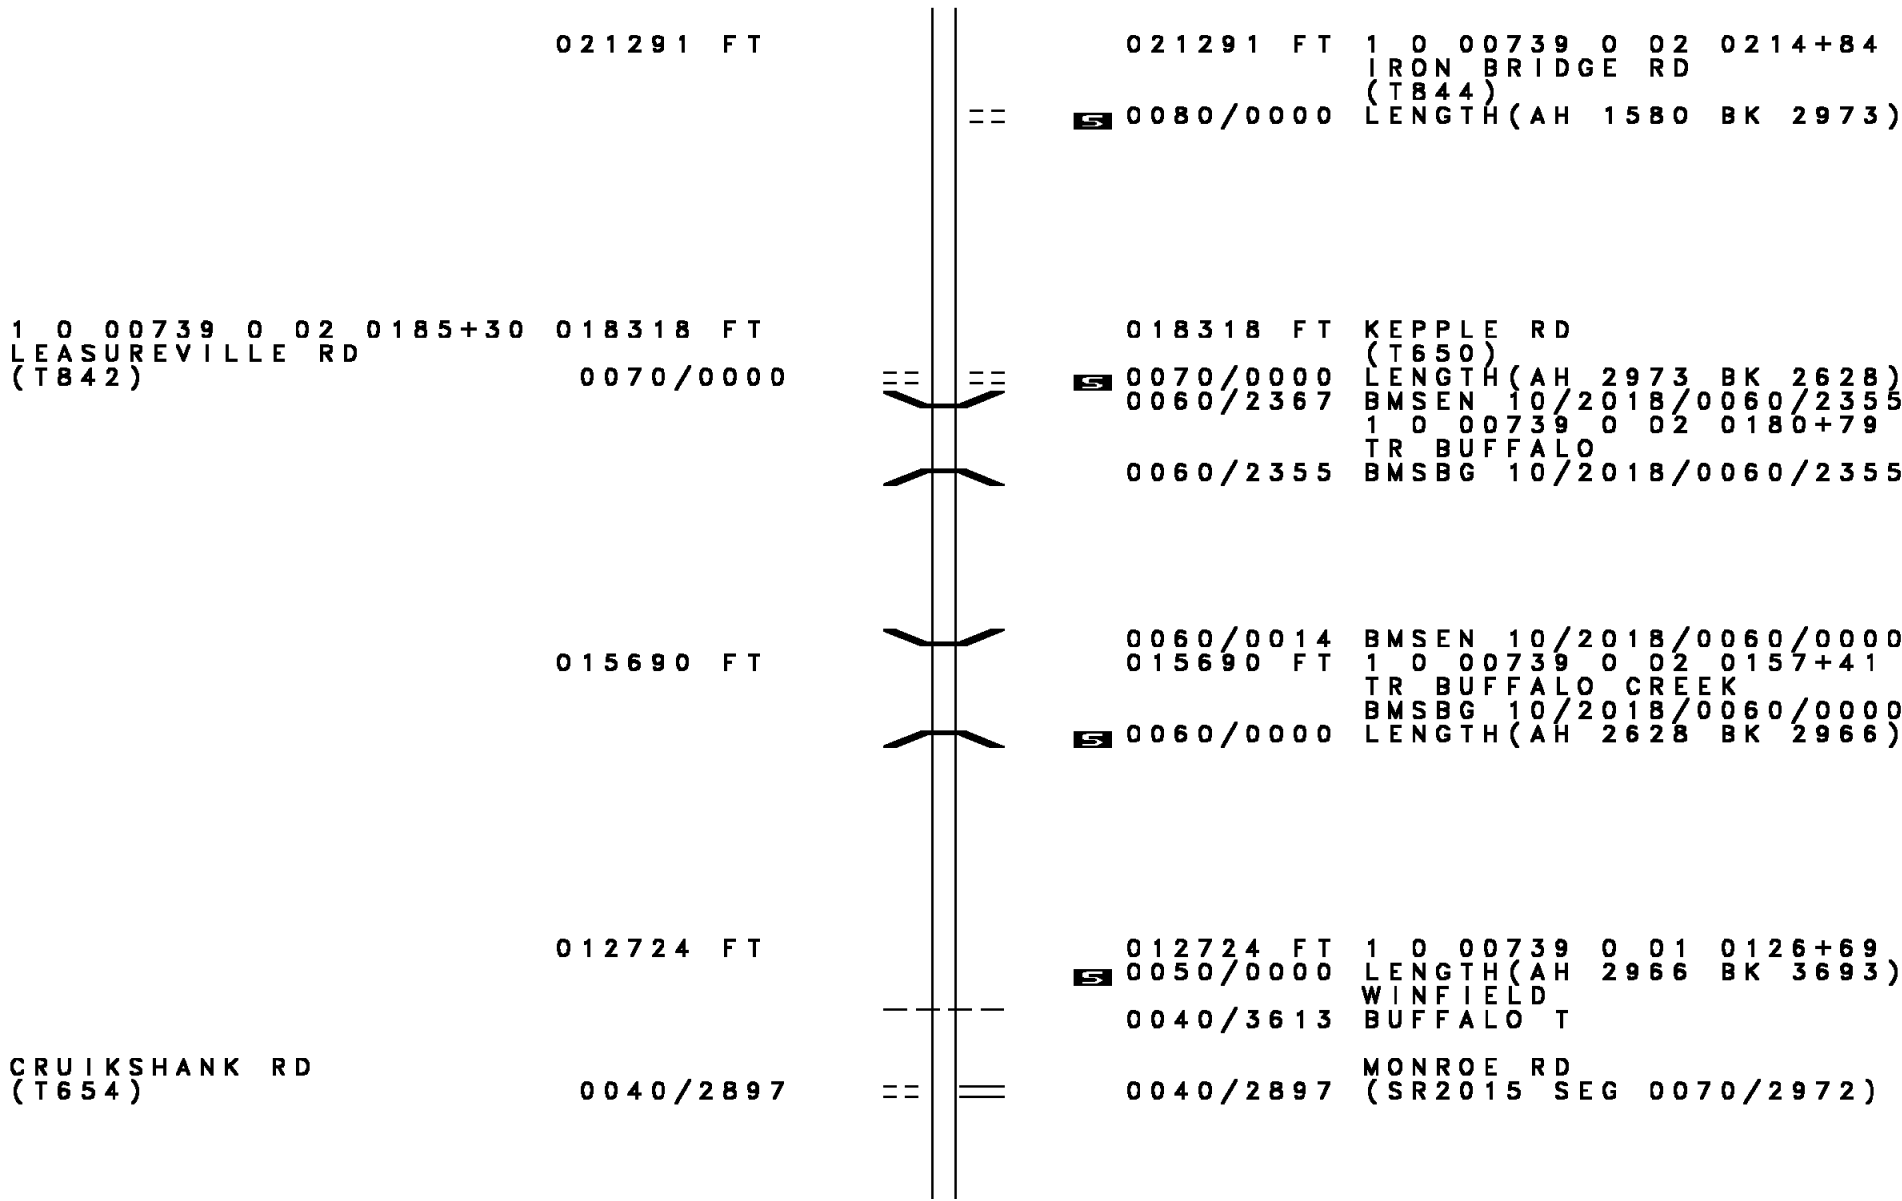 021291 FT 021291 FT 1 0 00739 0 02 0214+84
IRON BRIDGE RD
(T844)
S 0080/0000 LENGTH(AH 1580 BK 2973)
1 0 00739 0 02 0185+30 018318 FT 018318 FT KEPPLE RD
LEASUREVILLE RD (T650)
(T842) 0070/0000 S 0070/0000 LENGTH(AH 2973 BK 2628)
0060/2367 BMSEN 10/2018/0060/2355
1 0 00739 0 02 0180+79
TR BUFFALO
0060/2355 BMSBG 10/2018/0060/2355
0060/0014 BMSEN 10/2018/0060/0000
015690 FT 015690 FT 1 0 00739 0 02 0157+41
TR BUFFALO CREEK
BMSBG 10/2018/0060/0000
S 0060/0000 LENGTH(AH 2628 BK 2966)
012724 FT 012724 FT 1 0 00739 0 01 0126+69
S 0050/0000 LENGTH(AH 2966 BK 3693)
WINFIELD
0040/3613 BUFFALO T
CRUIKSHANK RD MONROE RD
(T654) 0040/2897 0040/2897 (SR2015 SEG 0070/2972)